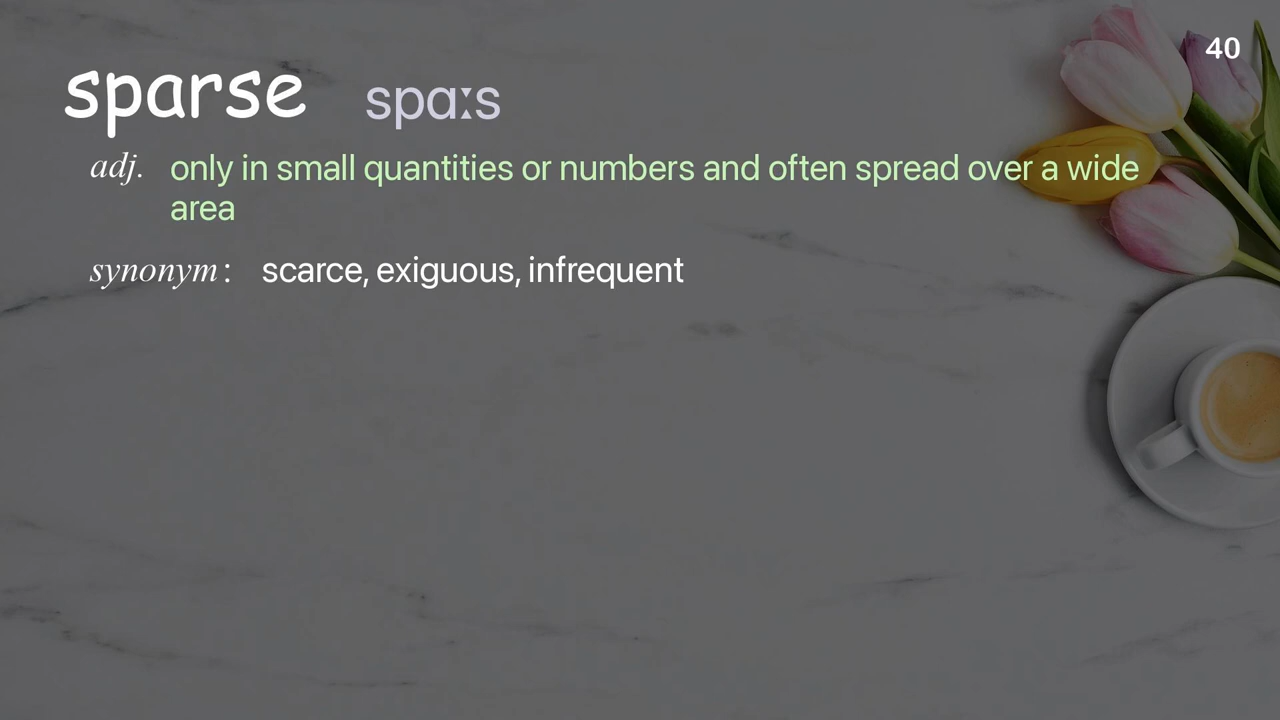 40
sparse spɑːs
adj. only in small quantities or numbers and often spread over a wide
area
synonym: scarce, exiguous, infrequent